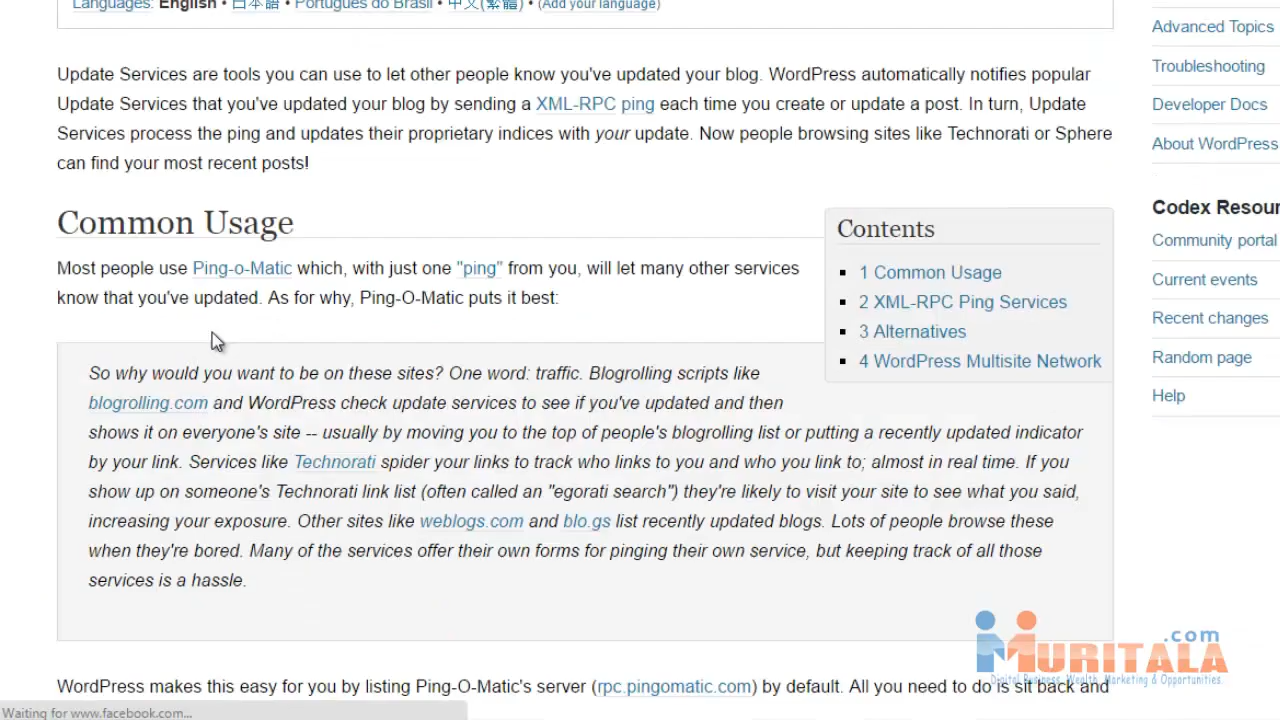 Languages: English • 日本語 • Português do Brasil • 中文(繁體) • (Add your language)
Update Services are tools you can use to let other people know you've updated your blog. WordPress automatically notifies popular
Update Services that you've updated your blog by sending a XML-RPC ping each time you create or update a post. In turn, Update
Services process the ping and updates their proprietary indices with your update. Now people browsing sites like Technorati or Sphere
can find your most recent posts!
Common Usage
Most people use Ping-o-Matic which, with just one "ping" from you, will let many other services
know that you've updated. As for why, Ping-O-Matic puts it best:
Contents
1 Common Usage
2 XML-RPC Ping Services
3 Alternatives
4 WordPress Multisite Network
So why would you want to be on these sites? One word: traffic. Blogrolling scripts like
blogrolling.com and WordPress check update services to see if you've updated and then
shows it on everyone's site -- usually by moving you to the top of people's blogrolling list or putting a recently updated indicator
by your link. Services like Technorati spider your links to track who links to you and who you link to; almost in real time. If you
show up on someone's Technorati link list (often called an "egorati search") they're likely to visit your site to see what you said,
increasing your exposure. Other sites like weblogs.com and blo.gs list recently updated blogs. Lots of people browse these
when they're bored. Many of the services offer their own forms for pinging their own service, but keeping track of all those
services is a hassle.
WordPress makes this easy for you by listing Ping-O-Matic's server (rpc.pingomatic.com) by default. All you need to do is sit back and
Advanced Topics
Troubleshooting
Developer Docs
About WordPress
Codex Resour
Community portal
Current events
Recent changes
Random page
Help
MURITALA.com
Digital Business, Wealth, Marketing & Opportunities.
Waiting for www.facebook.com...